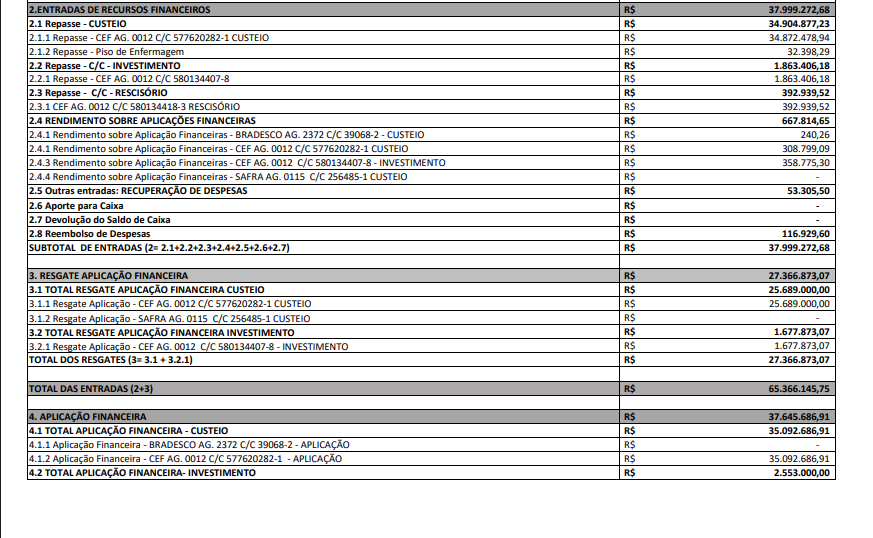 2.ENTRADAS DE RECURSOS FINANCEIROS R$ 37.999.272,68
2.1 Repasse - CUSTEIO R$ 34.904.877,23
2.1.1 Repasse - CEF AG. 0012 C/C 577620282-1 CUSTEIO R$ 34.872.478,94
2.1.2 Repasse - Piso de Enfermagem R$ 32.398,29
2.2 Repasse - C/C - INVESTIMENTO R$ 1.863.406,18
2.2.1 Repasse - CEF AG. 0012 C/C 580134407-8 R$ 1.863.406,18
2.3 Repasse - C/C - RESCISÓRIO R$ 392.939,52
2.3.1 CEF AG. 0012 C/C 580134418-3 RESCISÓRIO R$ 392.939,52
2.4 RENDIMENTO SOBRE APLICAÇÕES FINANCEIRAS R$ 667.814,65
2.4.1 Rendimento sobre Aplicação Financeiras - BRADESCO AG. 2372 C/C 39068-2 - CUSTEIO R$ 240,26
2.4.1 Rendimento sobre Aplicação Financeiras - CEF AG. 0012 C/C 577620282-1 CUSTEIO R$ 308.799,09
2.4.3 Rendimento sobre Aplicação Financeiras - CEF AG. 0012 C/C 580134407-8 - INVESTIMENTO R$ 358.775,30
2.4.4 Rendimento sobre Aplicação Financeiras - SAFRA AG. 0115 C/C 256485-1 CUSTEIO R$ -
2.5 Outras entradas: RECUPERAÇÃO DE DESPESAS R$ 53.305,50
2.6 Aporte para Caixa R$ -
2.7 Devolução do Saldo de Caixa R$ -
2.8 Reembolso de Despesas R$ 116.929,60
SUBTOTAL DE ENTRADAS (2= 2.1+2.2+2.3+2.4+2.5+2.6+2.7) R$ 37.999.272,68
3. RESGATE APLICAÇÃO FINANCEIRA R$ 27.366.873,07
3.1 TOTAL RESGATE APLICAÇÃO FINANCEIRA CUSTEIO R$ 25.689.000,00
3.1.1 Resgate Aplicação - CEF AG. 0012 C/C 577620282-1 CUSTEIO R$ 25.689.000,00
3.1.2 Resgate Aplicação - SAFRA AG. 0115 C/C 256485-1 CUSTEIO R$ -
3.2 TOTAL RESGATE APLICAÇÃO FINANCEIRA INVESTIMENTO R$ 1.677.873,07
3.2.1 Resgate Aplicação - CEF AG. 0012 C/C 580134407-8 - INVESTIMENTO R$ 1.677.873,07
TOTAL DOS RESGATES (3= 3.1 + 3.2.1) R$ 27.366.873,07
TOTAL DAS ENTRADAS (2+3) R$ 65.366.145,75
4. APLICAÇÃO FINANCEIRA R$ 37.645.686,91
4.1 TOTAL APLICAÇÃO FINANCEIRA - CUSTEIO R$ 35.092.686,91
4.1.1 Aplicação Financeira - BRADESCO AG. 2372 C/C 39068-2 - APLICAÇÃO R$ -
4.1.2 Aplicação Financeira - CEF AG. 0012 C/C 577620282-1 - APLICAÇÃO R$ 35.092.686,91
4.2 TOTAL APLICAÇÃO FINANCEIRA- INVESTIMENTO R$ 2.553.000,00